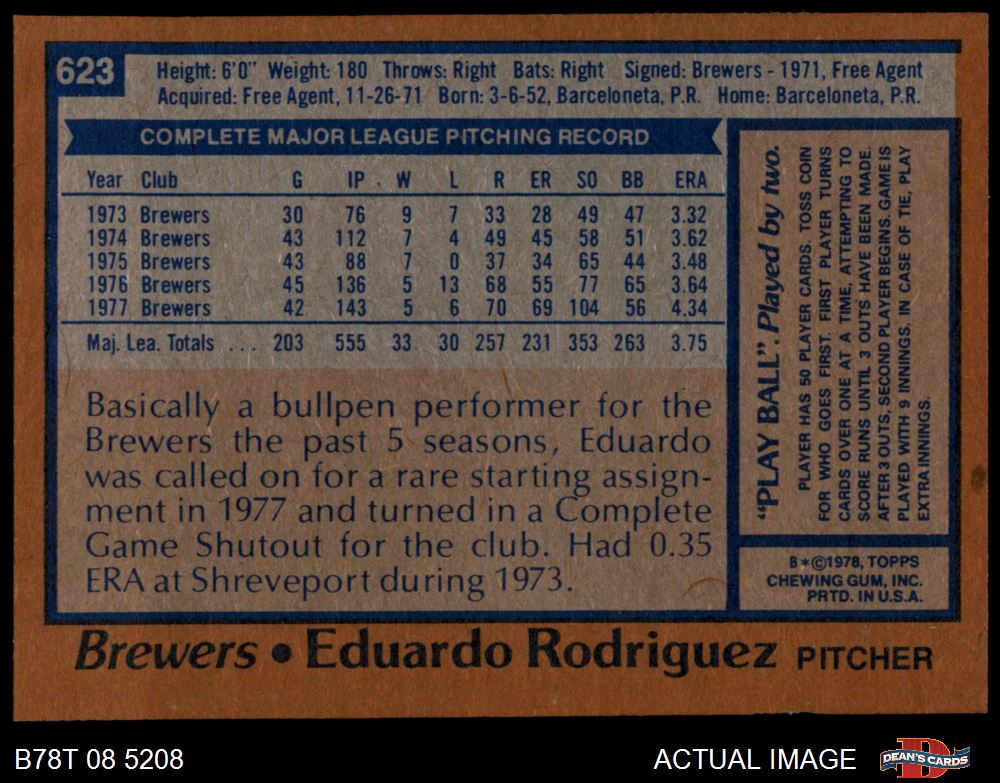 623
Height: 6'0" Weight: 180 Throws: Right Bats: Right Signed: Brewers - 1971, Free Agent
Acquired: Free Agent, 11-26-71 Born: 3-6-52, Barceloneta, P.R. Home: Barceloneta, P.R.
COMPLETE MAJOR LEAGUE PITCHING RECORD
Year Club G IP W L R ER SO BB ERA
1973 Brewers 30 76 9 7 33 28 49 47 3.32
1974 Brewers 43 112 7 4 49 45 58 51 3.62
1975 Brewers 43 88 7 0 37 34 65 44 3.48
1976 Brewers 45 136 5 13 68 55 77 65 3.64
1977 Brewers 42 143 5 6 70 69 104 56 4.34
Maj. Lea. Totals ... 203 555 33 30 257 231 353 263 3.75
Basically a bullpen performer for the
Brewers the past 5 seasons, Eduardo
was called on for a rare starting assign-
ment in 1977 and turned in a Complete
Game Shutout for the club. Had 0.35
ERA at Shreveport during 1973.
"PLAY BALL". Played by two.
PLAYER HAS 50 PLAYER CARDS. TOSS COIN
FOR WHO GOES FIRST. FIRST PLAYER TURNS
CARDS OVER ONE AT A TIME, ATTEMPTING TO
SCORE RUNS UNTIL 3 OUTS HAVE BEEN MADE.
AFTER 3 OUTS, SECOND PLAYER BEGINS. GAME IS
PLAYED WITH 9 INNINGS. IN CASE OF TIE, PLAY
EXTRA INNINGS.
B*©1978, TOPPS
CHEWING GUM, INC.
PRTD. IN U.S.A.
Brewers • Eduardo Rodriguez PITCHER
B78T 08 5208
ACTUAL IMAGE
DEAN'S CARDS